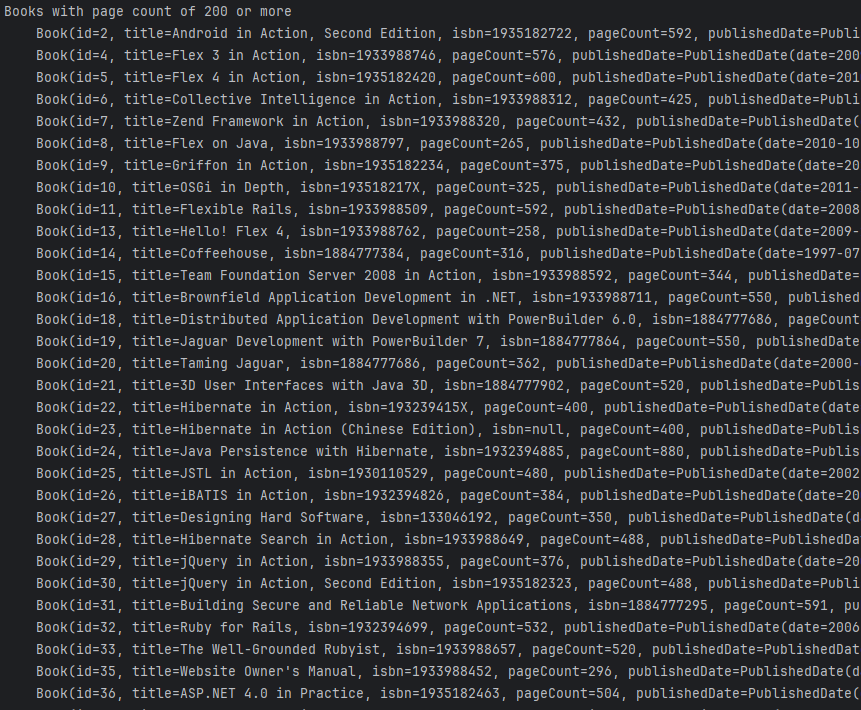 Books with page count of 200 or more
Book(id=2, title=Android in Action, Second Edition, isbn=1935182722, pageCount=592, publishedDate=Publi
Book(id=4, title=Flex 3 in Action, isbn=1933988746, pageCount=576, publishedDate=PublishedDate(date=200
Book(id=5, title=Flex 4 in Action, isbn=1935182420, pageCount=600, publishedDate=PublishedDate(date=201
Book(id=6, title=Collective Intelligence in Action, isbn=1933988312, pageCount=425, publishedDate=Publi
Book(id=7, title=Zend Framework in Action, isbn=1933988320, pageCount=432, publishedDate=PublishedDate(
Book(id=8, title=Flex on Java, isbn=1933988797, pageCount=265, publishedDate=PublishedDate(date=2010-10
Book(id=9, title=Griffon in Action, isbn=1935182234, pageCount=375, publishedDate=PublishedDate(date=20
Book(id=10, title=OSGi in Depth, isbn=193518217X, pageCount=325, publishedDate=PublishedDate(date=2011-
Book(id=11, title=Flexible Rails, isbn=1933988509, pageCount=592, publishedDate=PublishedDate(date=2008
Book(id=13, title=Hello! Flex 4, isbn=1933988762, pageCount=258, publishedDate=PublishedDate(date=2009-
Book(id=14, title=Coffeehouse, isbn=1884777384, pageCount=316, publishedDate=PublishedDate(date=1997-07
Book(id=15, title=Team Foundation Server 2008 in Action, isbn=1933988592, pageCount=344, publishedDate=
Book(id=16, title=Brownfield Application Development in .NET, isbn=1933988711, pageCount=550, published
Book(id=18, title=Distributed Application Development with PowerBuilder 6.0, isbn=1884777686, pageCount
Book(id=19, title=Jaguar Development with PowerBuilder 7, isbn=1884777864, pageCount=550, publishedDate
Book(id=20, title=Taming Jaguar, isbn=1884777686, pageCount=362, publishedDate=PublishedDate(date=2000-
Book(id=21, title=3D User Interfaces with Java 3D, isbn=1884777902, pageCount=520, publishedDate=Publis
Book(id=22, title=Hibernate in Action, isbn=193239415X, pageCount=400, publishedDate=PublishedDate(date
Book(id=23, title=Hibernate in Action (Chinese Edition), isbn=null, pageCount=400, publishedDate=Publis
Book(id=24, title=Java Persistence with Hibernate, isbn=1932394885, pageCount=880, publishedDate=Publis
Book(id=25, title=JSTL in Action, isbn=1930110529, pageCount=480, publishedDate=PublishedDate(date=2002
Book(id=26, title=iBATIS in Action, isbn=1932394826, pageCount=384, publishedDate=PublishedDate(date=20
Book(id=27, title=Designing Hard Software, isbn=133046192, pageCount=350, publishedDate=PublishedDate(d
Book(id=28, title=Hibernate Search in Action, isbn=1933988649, pageCount=488, publishedDate=PublishedDa
Book(id=29, title=jQuery in Action, isbn=1933988355, pageCount=376, publishedDate=PublishedDate(date=20
Book(id=30, title=jQuery in Action, Second Edition, isbn=1935182323, pageCount=488, publishedDate=Publi
Book(id=31, title=Building Secure and Reliable Network Applications, isbn=1884777295, pageCount=591, pu
Book(id=32, title=Ruby for Rails, isbn=1932394699, pageCount=532, publishedDate=PublishedDate(date=2006
Book(id=33, title=The Well-Grounded Rubyist, isbn=1933988657, pageCount=520, publishedDate=PublishedDat
Book(id=35, title=Website Owner's Manual, isbn=1933988452, pageCount=296, publishedDate=PublishedDate(d
Book(id=36, title=ASP.NET 4.0 in Practice, isbn=1935182463, pageCount=504, publishedDate=PublishedDate(